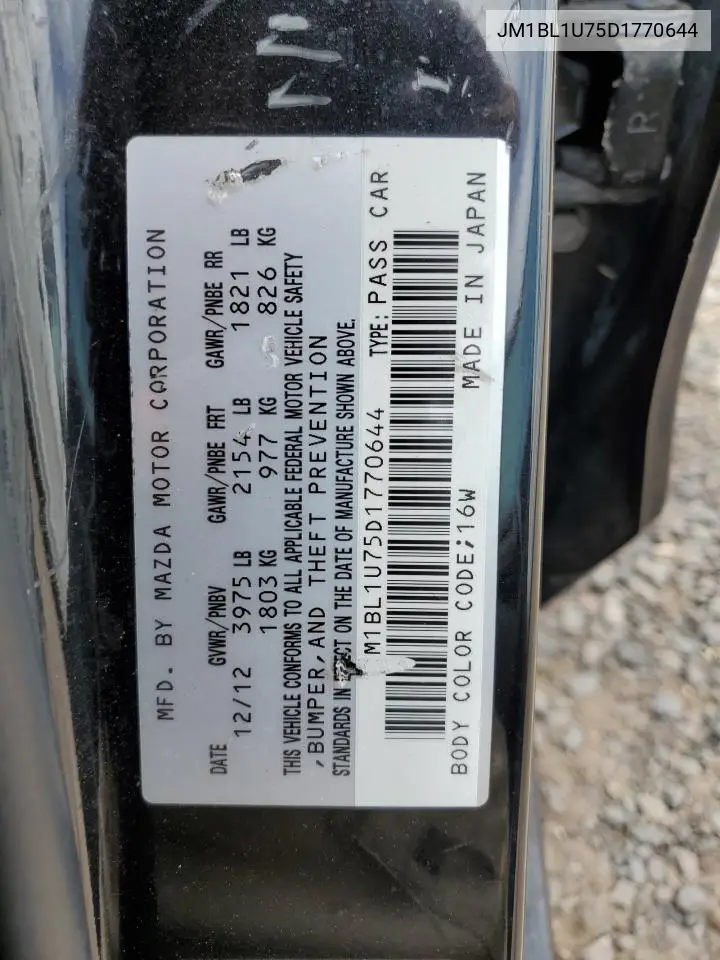 JM1BL1U75D1770644
MFD. BY MAZDA MOTOR CORPORATION
DATE GVWR/PNBV GAWR/PNBE FRT GAWR/PNBE RR
12/12 3975 LB 2154 LB 1821 LB
1803 KG 977 KG 826 KG
THIS VEHICLE CONFORMS TO ALL APPLICABLE FEDERAL MOTOR VEHICLE SAFETY
,BUMPER, AND THEFT PREVENTION
STANDARDS IN ON THE DATE OF MANUFACTURE SHOWN ABOVE.
M1BL1U75D1770644 TYPE: PASS CAR
BODY COLOR CODE;16W MADE IN JAPAN
R